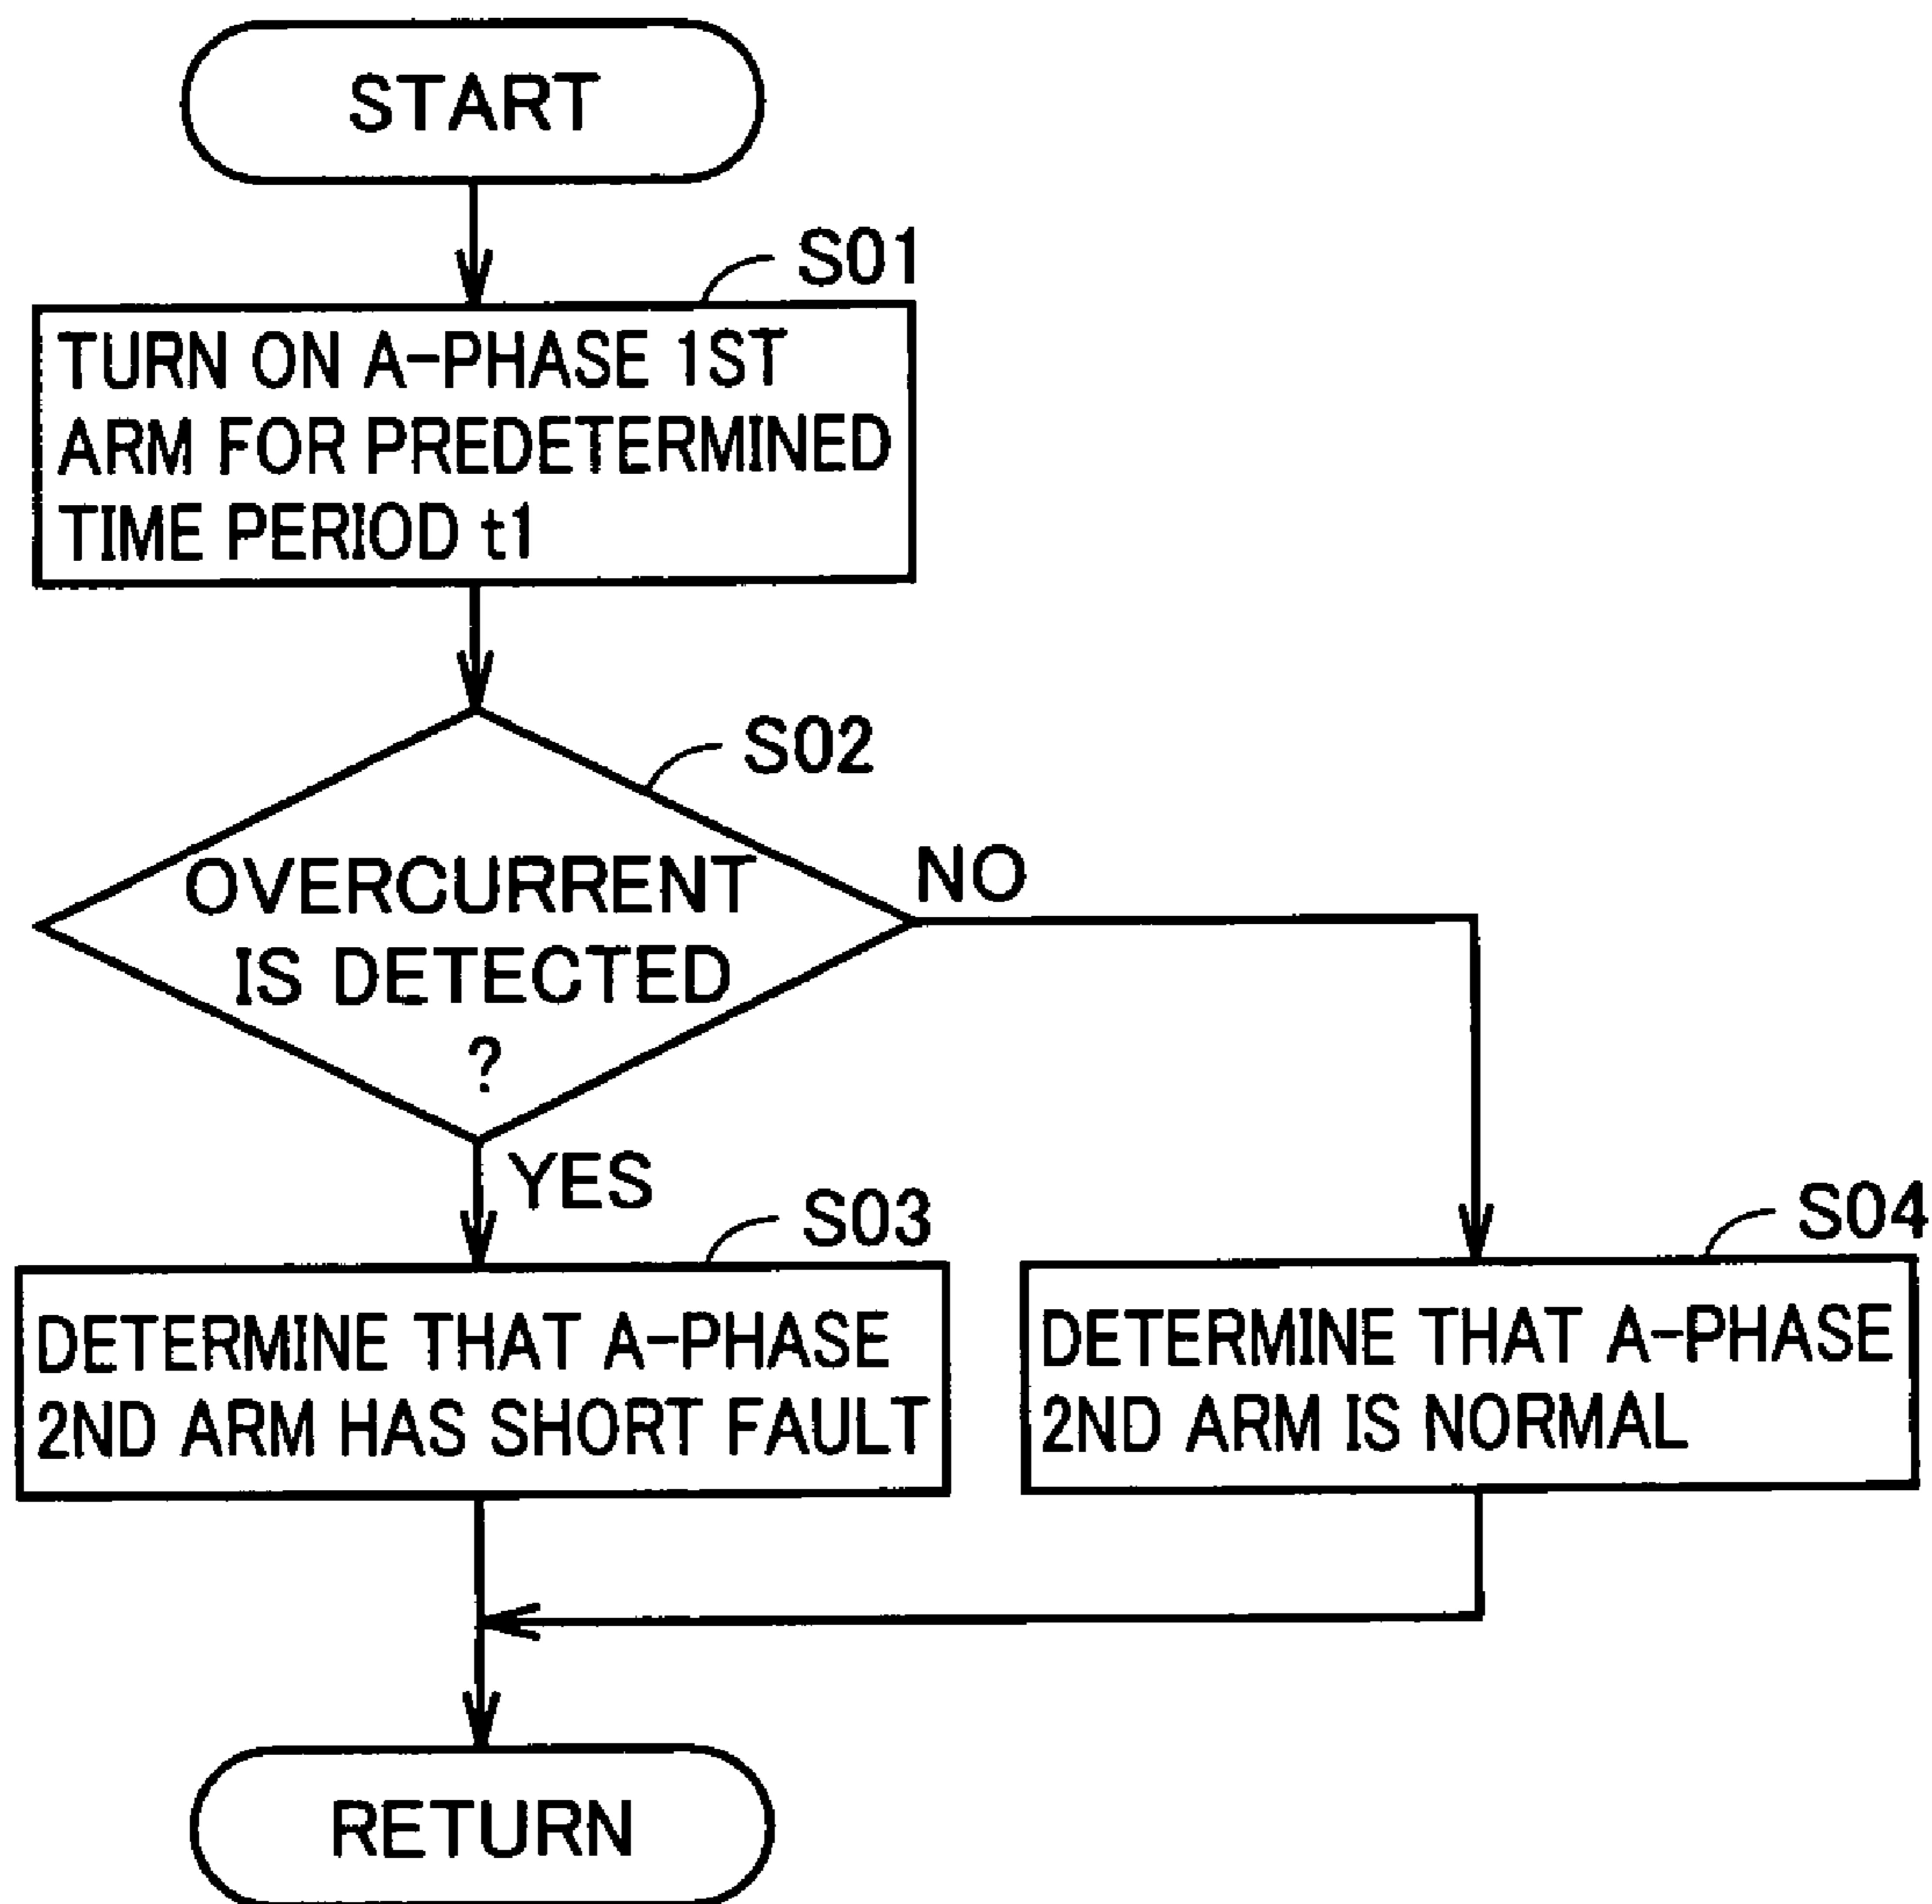 START
S01
TURN ON A-PHASE 1ST
ARM FOR PREDETERMINED
TIME PERIOD t1
S02
OVERCURRENT
IS DETECTED
?
NO
YES
S03
DETERMINE THAT A-PHASE
2ND ARM HAS SHORT FAULT
S04
DETERMINE THAT A-PHASE
2ND ARM IS NORMAL
RETURN